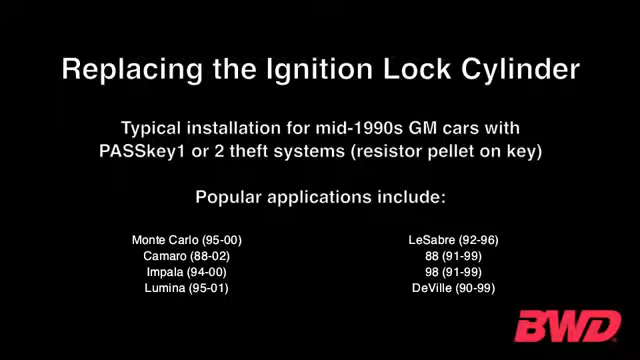 Replacing the Ignition Lock Cylinder
Typical installation for mid-1990s GM cars with
PASSkey1 or 2 theft systems (resistor pellet on key)
Popular applications include:
Monte Carlo (95-00)
Camaro (88-02)
Impala (94-00)
Lumina (95-01)
LeSabre (92-96)
88 (91-99)
98 (91-99)
DeVille (90-99)
BWD